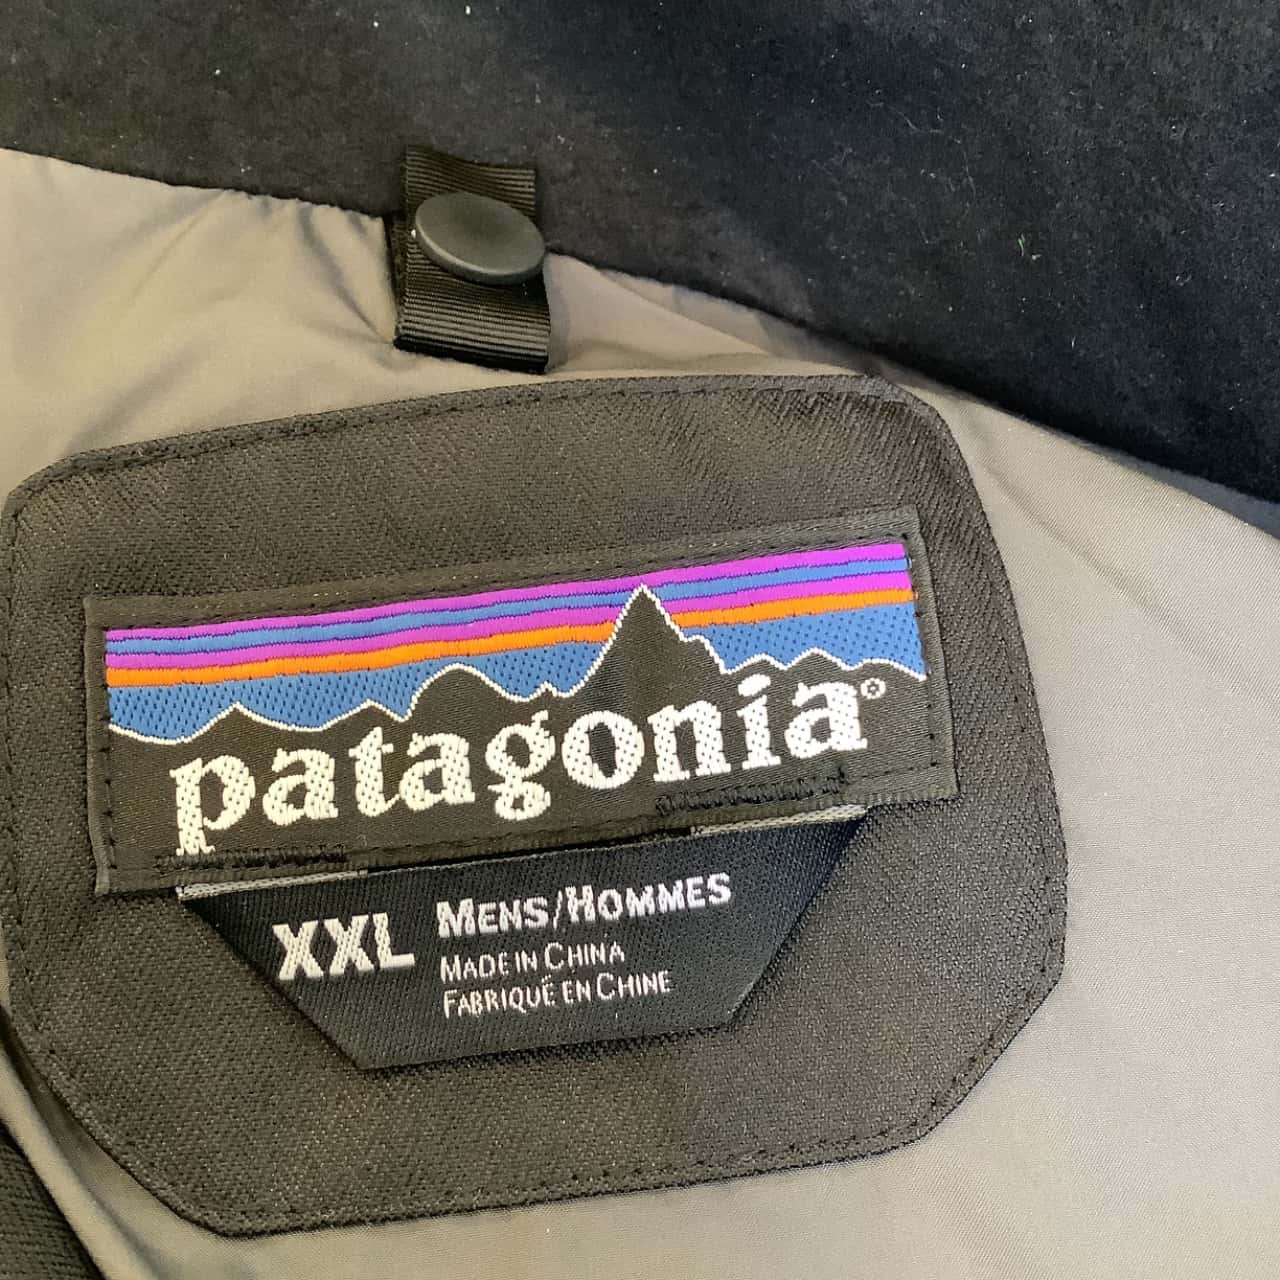 patagonia®
XXL
MENS/HOMMES
MADE IN CHINA
FABRIQUÉ EN CHINE